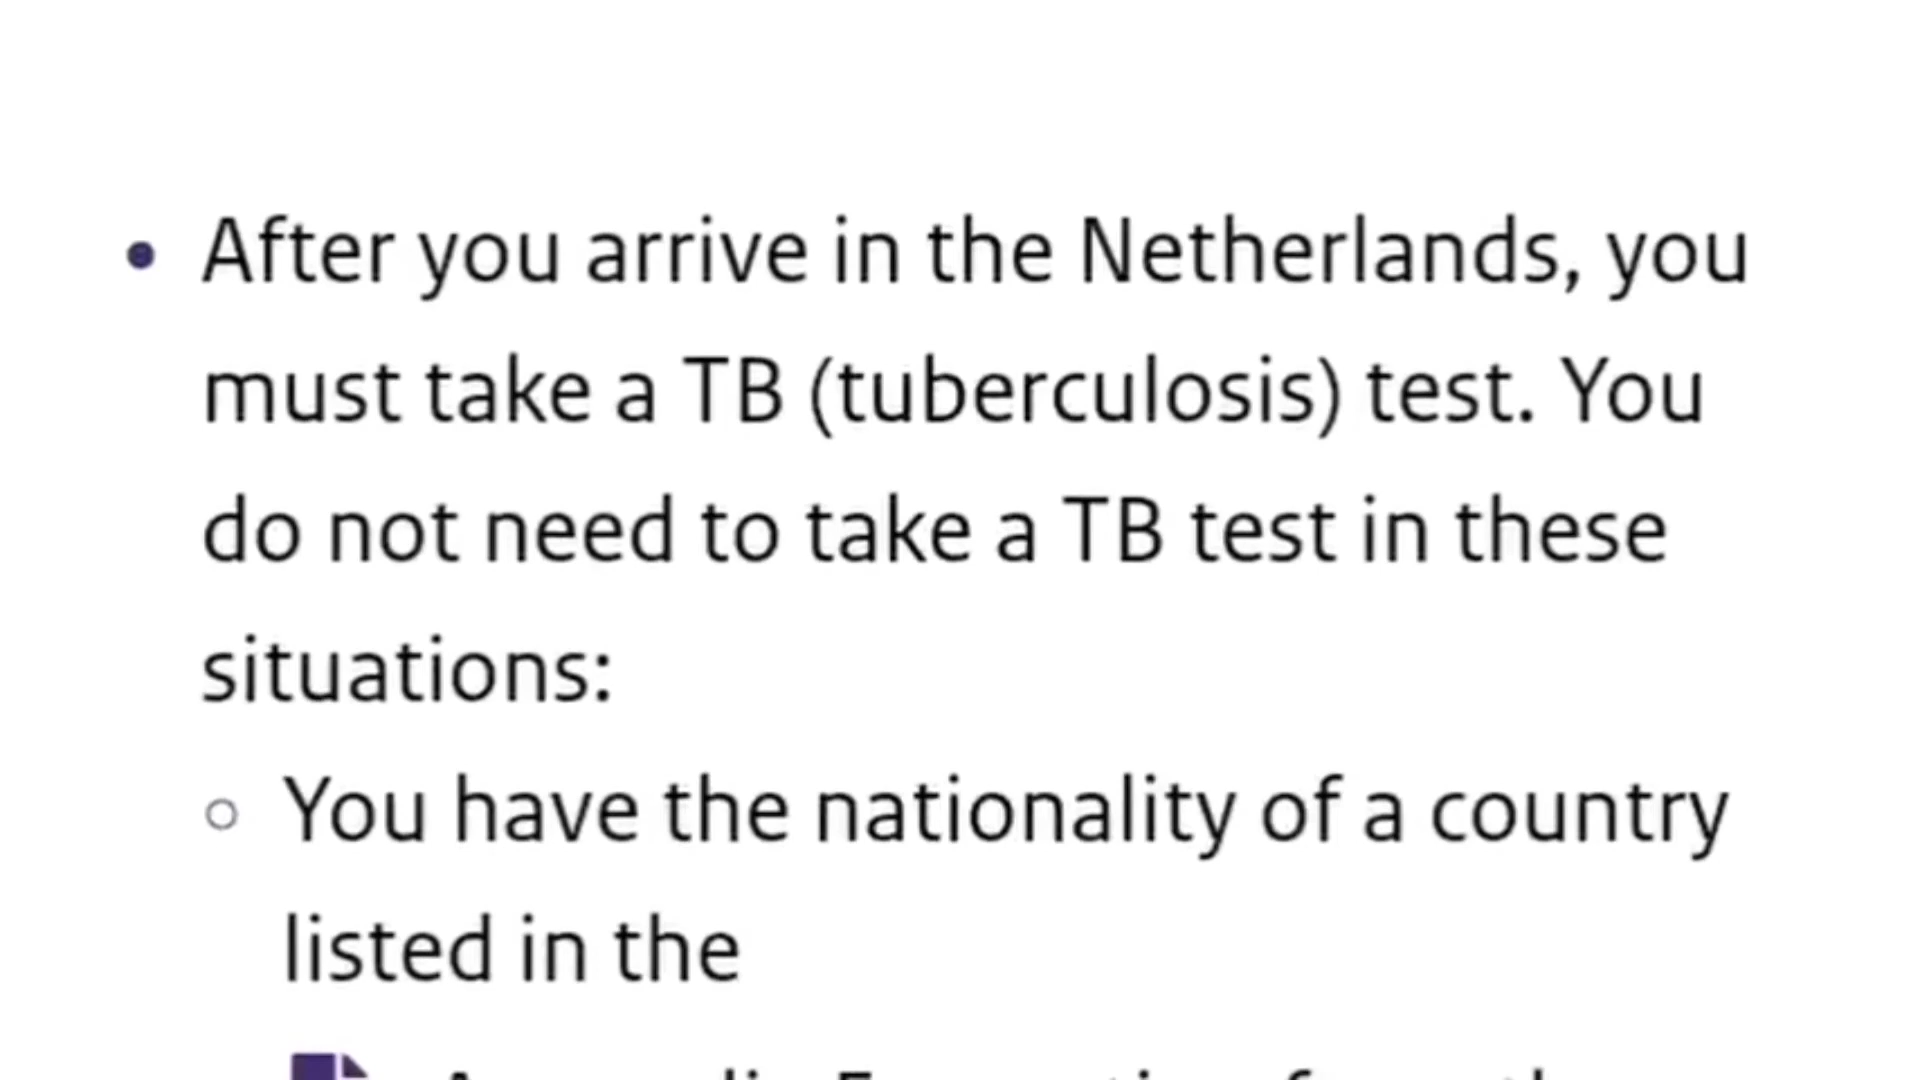 After you arrive in the Netherlands, you
must take a TB (tuberculosis) test. You
do not need to take a TB test in these
situations:
You have the nationality of a country
listed in the